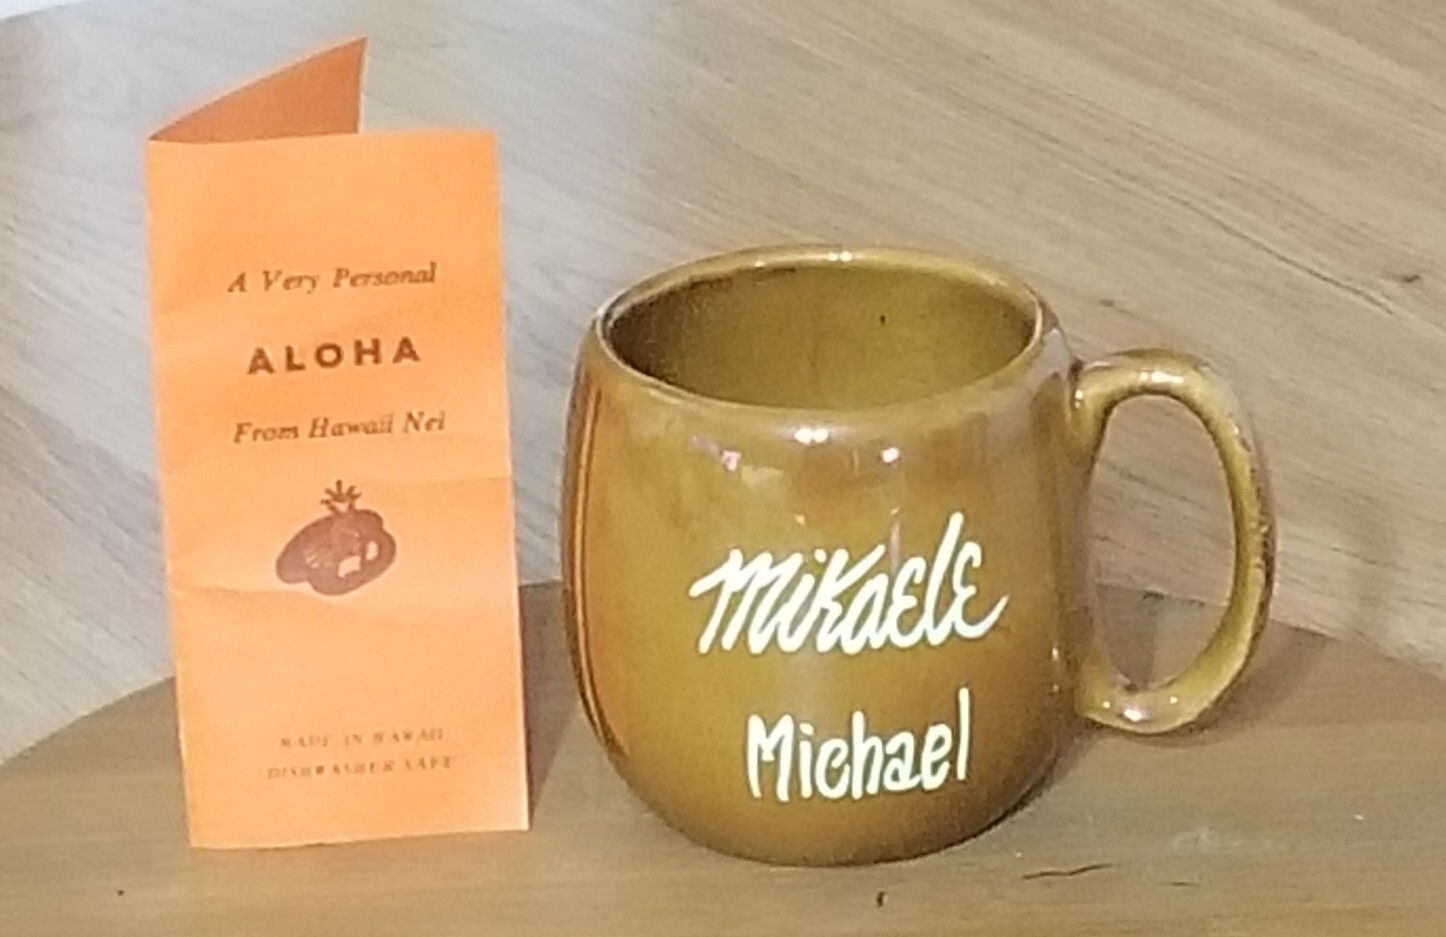 A Very Personal
ALOHA
From Hawaii Nei
MADE IN HAWAII
DISHWASHER SAFE
Mikaele
Michael